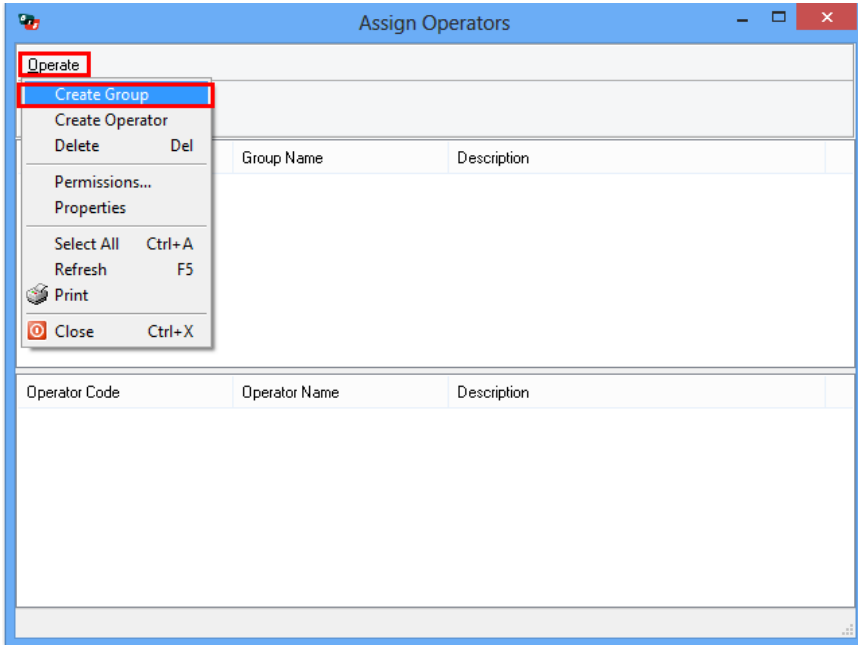 Assign Operators
Operate
Create Group
Create Operator
Delete Del
Group Name Description
Permissions...
Properties
Select All Ctrl+A
Refresh F5
Print
Close Ctrl+X
Operator Code Operator Name Description